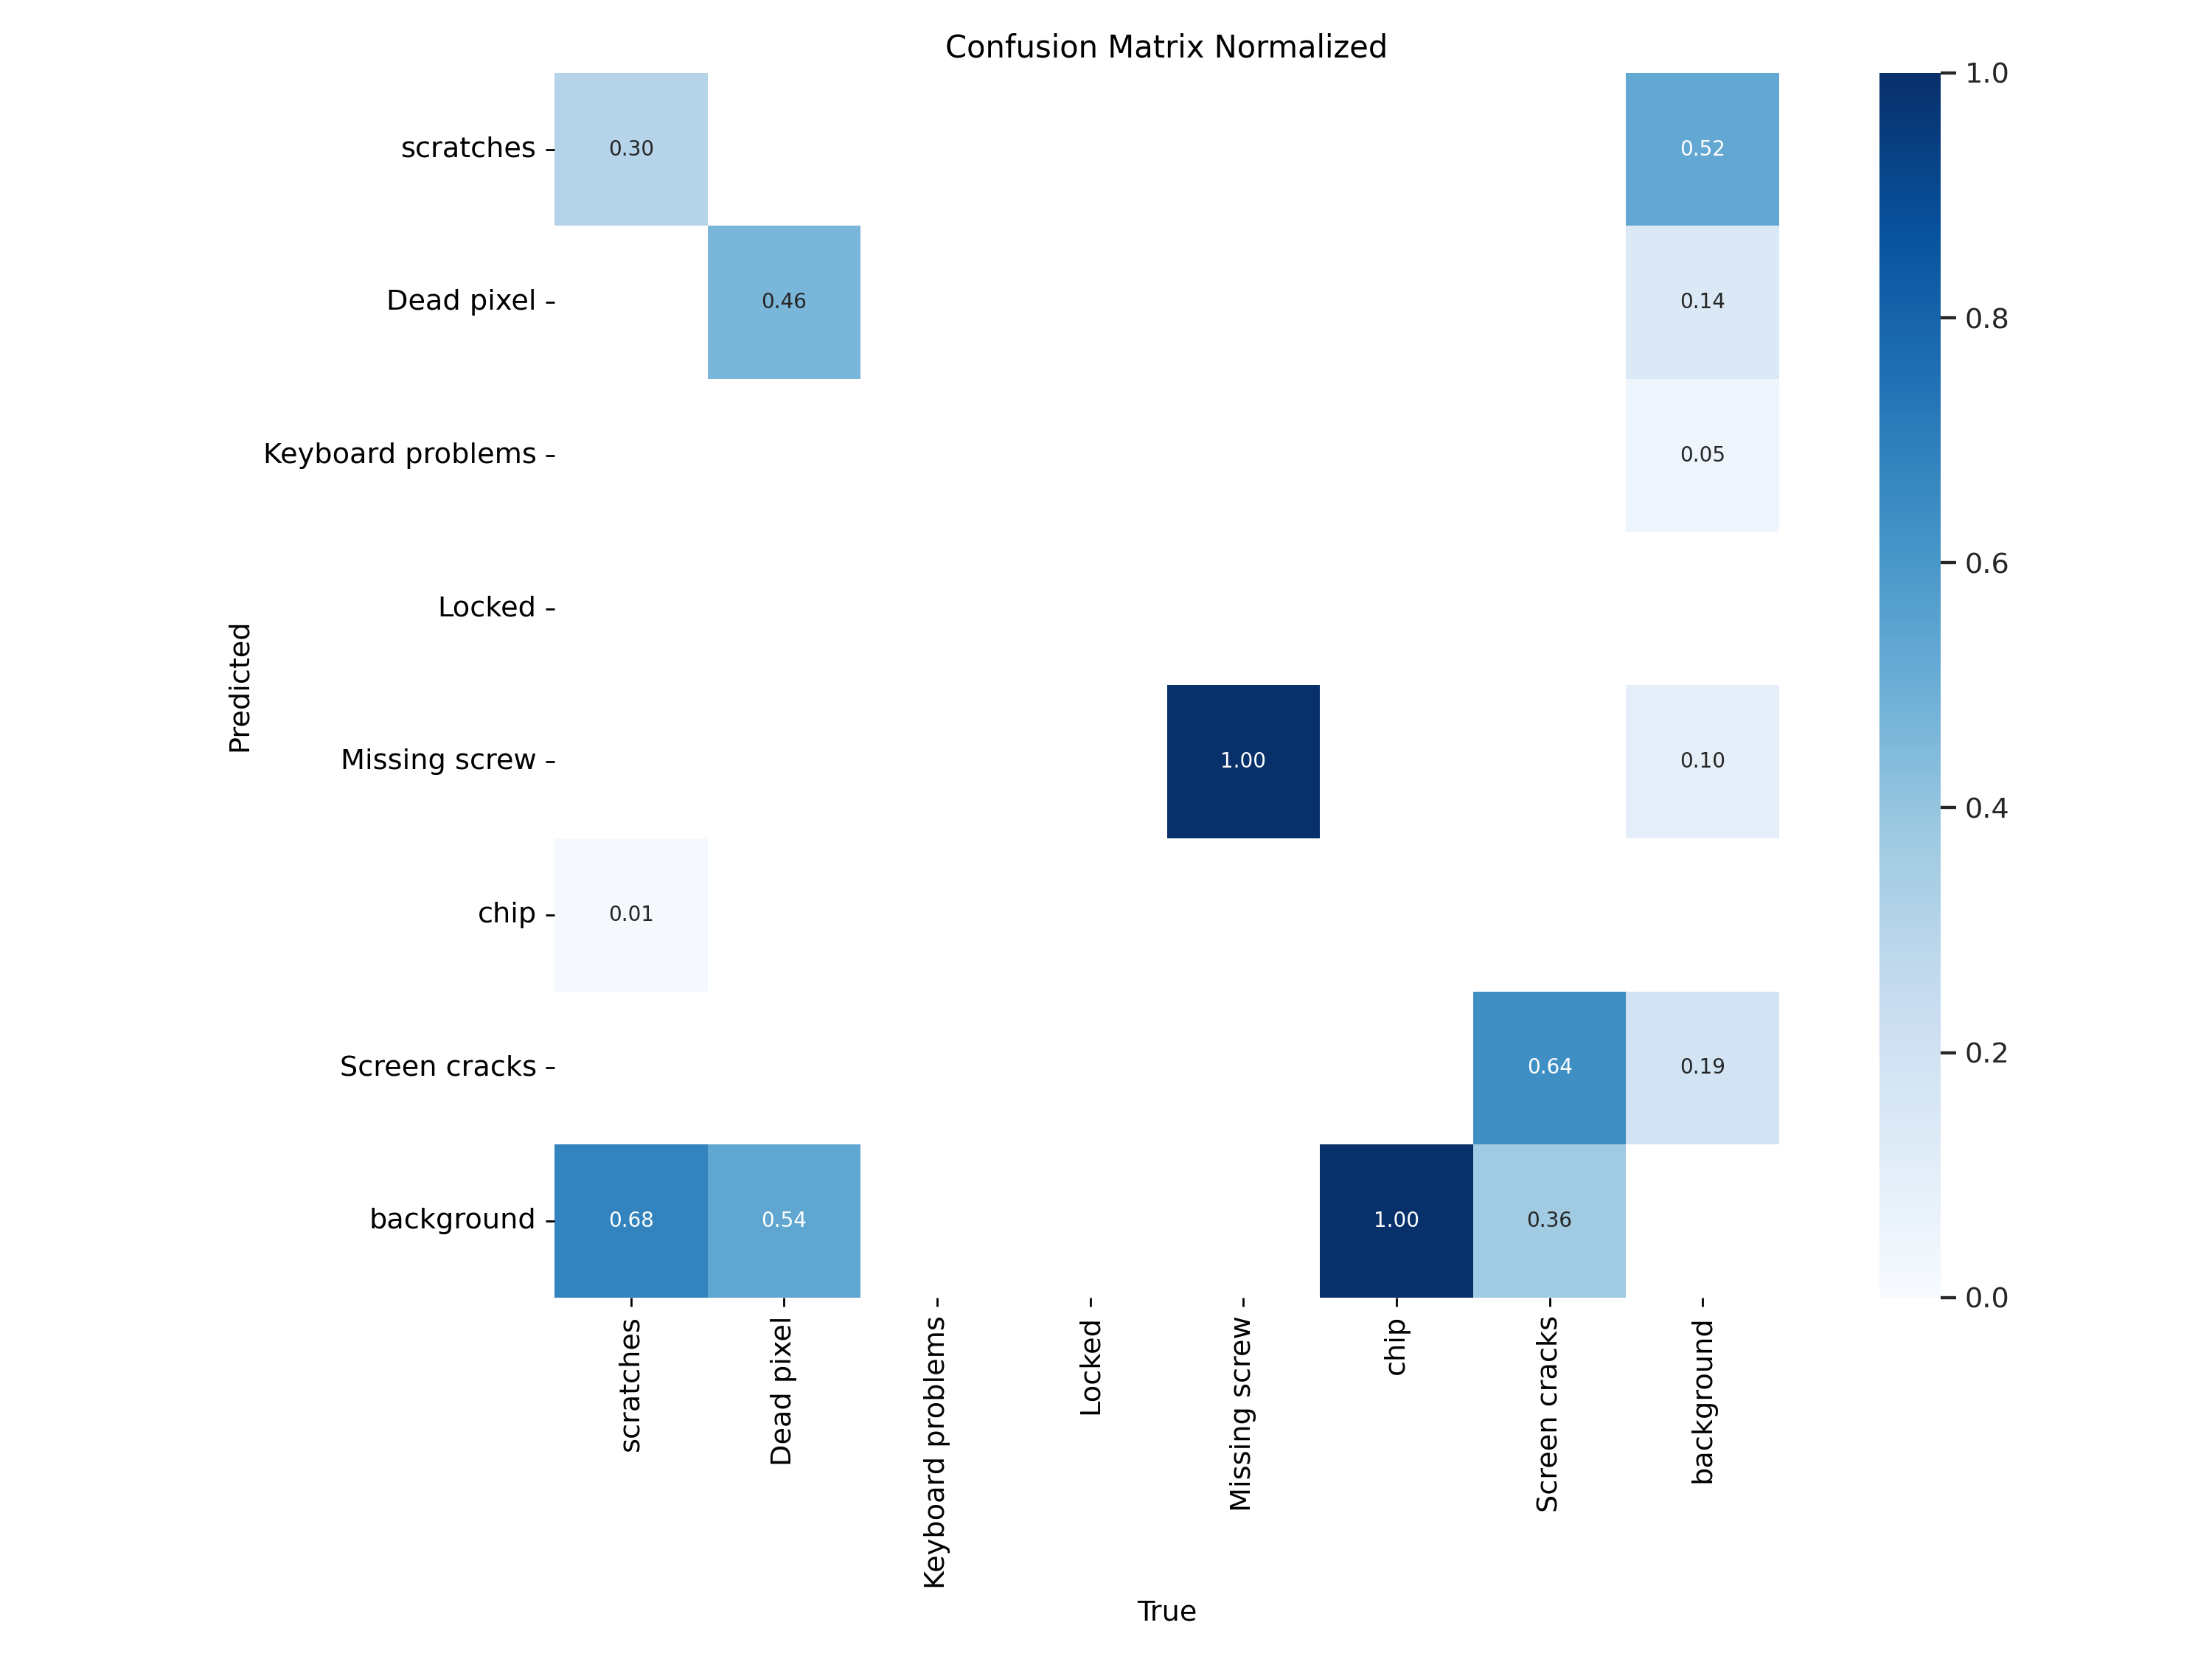 Confusion Matrix Normalized
scratches
0.30
0.52
Dead pixel
0.46
0.14
Keyboard problems
0.05
Locked
Missing screw
1.00
0.10
chip
0.01
Screen cracks
0.64
0.19
background
0.68
0.54
1.00
0.36
Predicted
scratches
Dead pixel
Keyboard problems
Locked
Missing screw
chip
Screen cracks
background
True
1.0
0.8
0.6
0.4
0.2
0.0